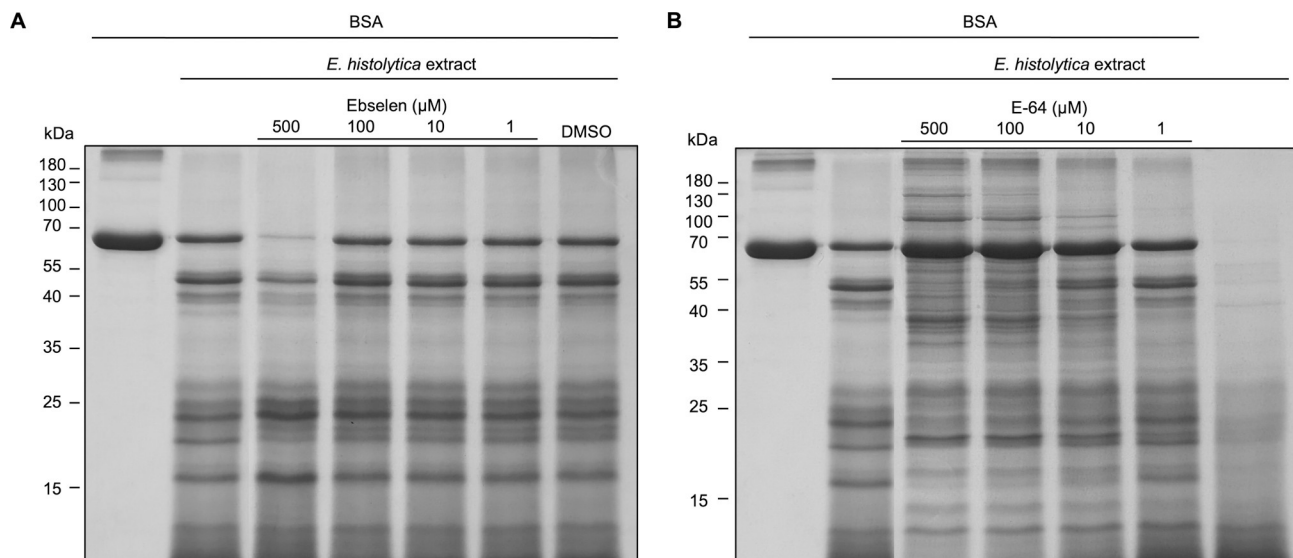 A
BSA
E. histolytica extract
Ebselen (µM)
kDa
500 100 10 1 DMSO
180
130
100
70
55
40
35
25
15
B
BSA
E. histolytica extract
E-64 (µM)
kDa
500 100 10 1
180
130
100
70
55
40
35
25
15